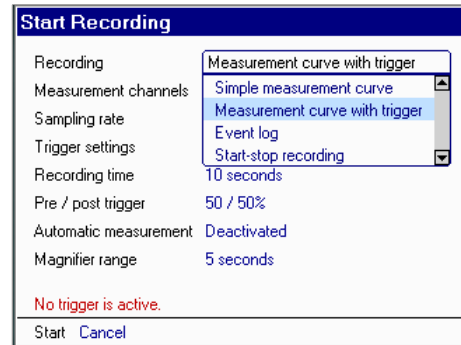 Start Recording
Recording Measurement curve with trigger
Measurement channels Simple measurement curve
Sampling rate Measurement curve with trigger
Trigger settings Event log
Start-stop recording
Recording time 10 seconds
Pre / post trigger 50 / 50%
Automatic measurement Deactivated
Magnifier range 5 seconds
No trigger is active.
Start Cancel